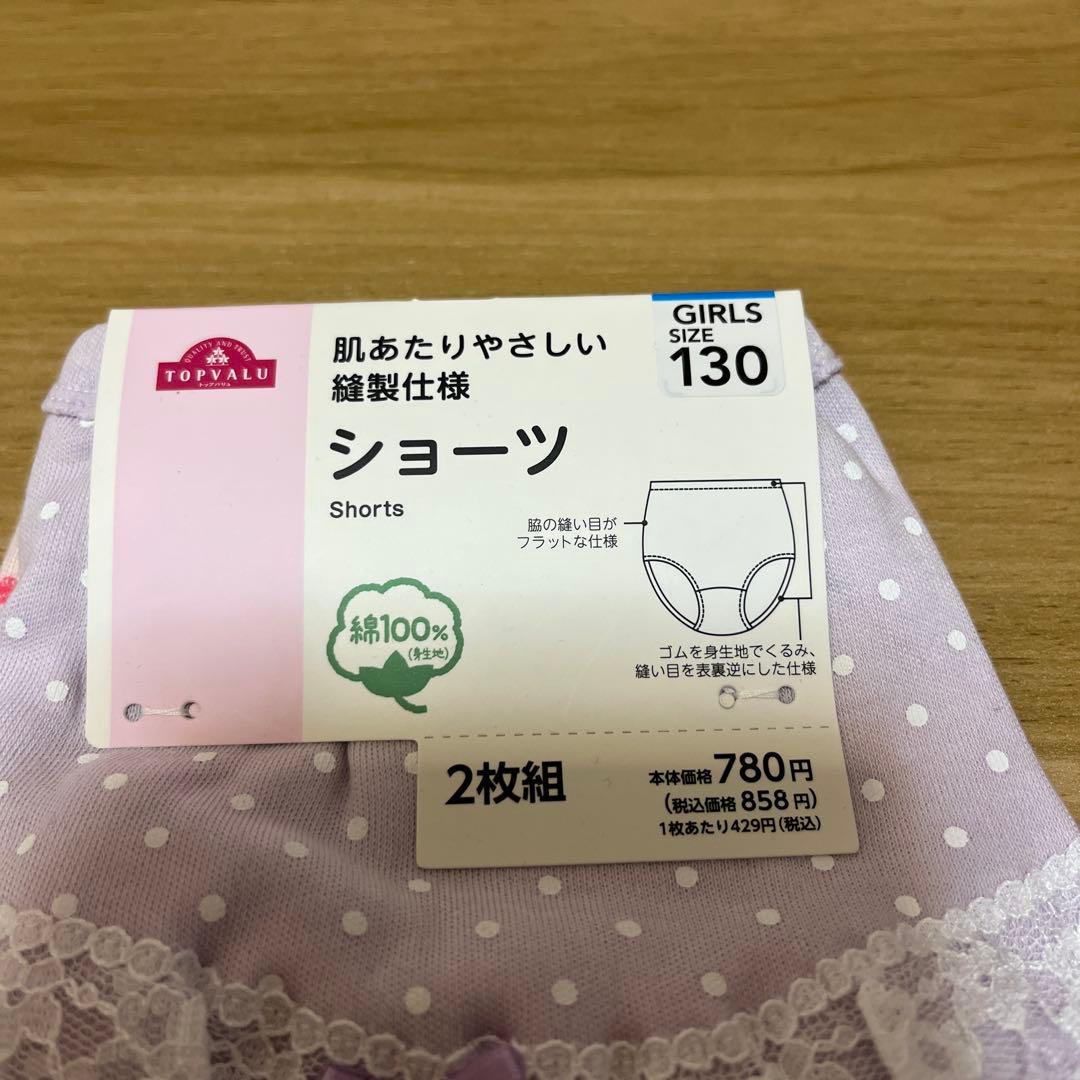 QUALITY AND TRUST
TOPVALU
トップバリュ
肌あたりやさしい
縫製仕様
ショーツ
Shorts
GIRLS
SIZE
130
脇の縫い目が
フラットな仕様
綿100%
(身生地)
ゴムを身生地でくるみ、
縫い目を表裏逆にした仕様
2枚組
本体価格780円
(税込価格858円)
1枚あたり429円(税込)